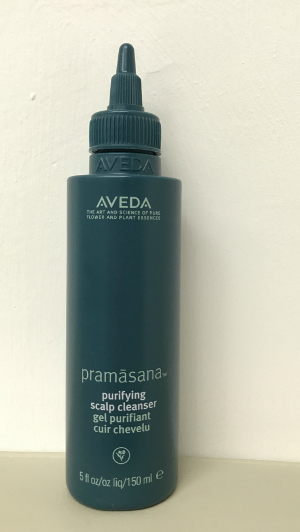 AVEDA
AVEDA
THE ART AND SCIENCE OF PURE
FLOWER AND PLANT ESSENCES
pramāsana™
purifying
scalp cleanser
gel purifiant
cuir chevelu
5 fl oz/oz liq/150 ml ℮